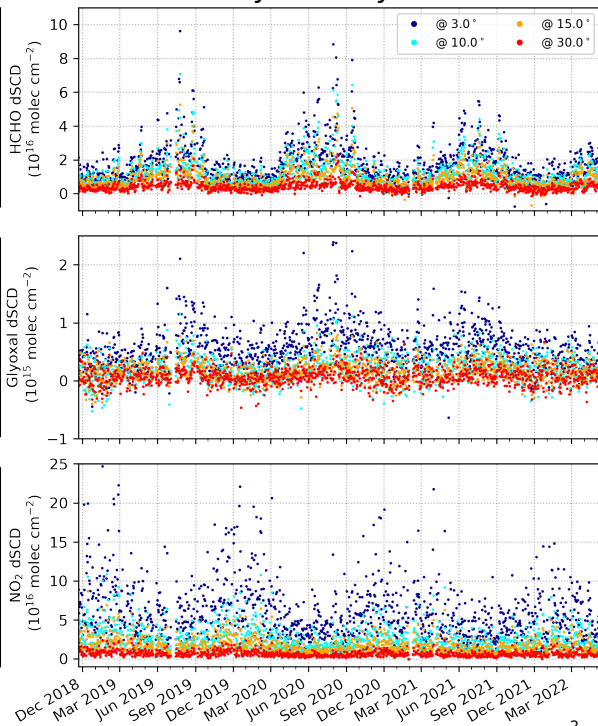 @ 3.0° @ 15.0°
@ 10.0° @ 30.0°
HCHO dSCD
(10¹⁶ molec cm⁻²)
10
8
6
4
2
0
Glyoxal dSCD
(10¹⁵ molec cm⁻²)
2
1
0
−1
NO₂ dSCD
(10¹⁶ molec cm⁻²)
25
20
15
10
5
0
Dec 2018
Mar 2019
Jun 2019
Sep 2019
Dec 2019
Mar 2020
Jun 2020
Sep 2020
Dec 2020
Mar 2021
Jun 2021
Sep 2021
Dec 2021
Mar 2022